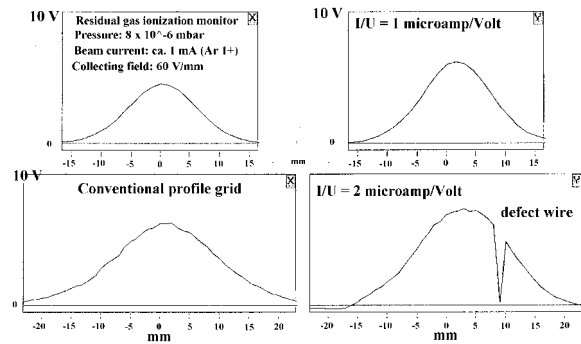 10 V
Residual gas ionization monitor
X
Pressure: 8 x 10^-6 mbar
Beam current: ca. 1 mA (Ar 1+)
Collecting field: 60 V/mm
0
-15 -10 -5 0 5 10 15
mm
10 V
I/U = 1 microamp/Volt
Y
0
-15 -10 -5 0 5 10 15
10 V
Conventional profile grid
X
0
-20 -15 -10 -5 0 5 10 15 20
mm
I/U = 2 microamp/Volt
Y
defect wire
-20 -15 -10 -5 0 5 10 15 20
mm